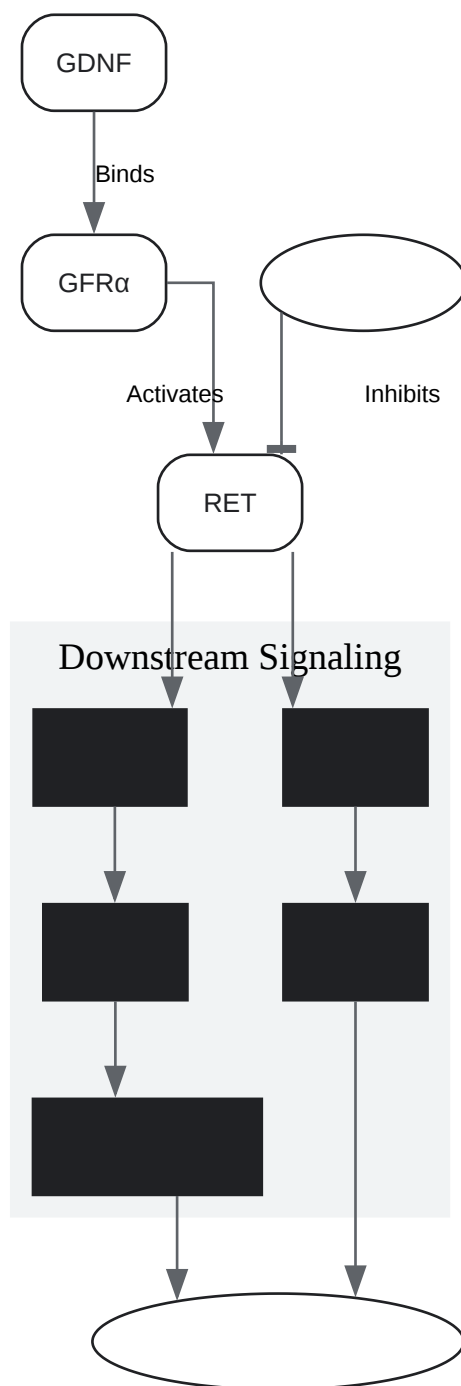 GDNF
Binds
GFRα
Activates
Inhibits
RET
Downstream Signaling